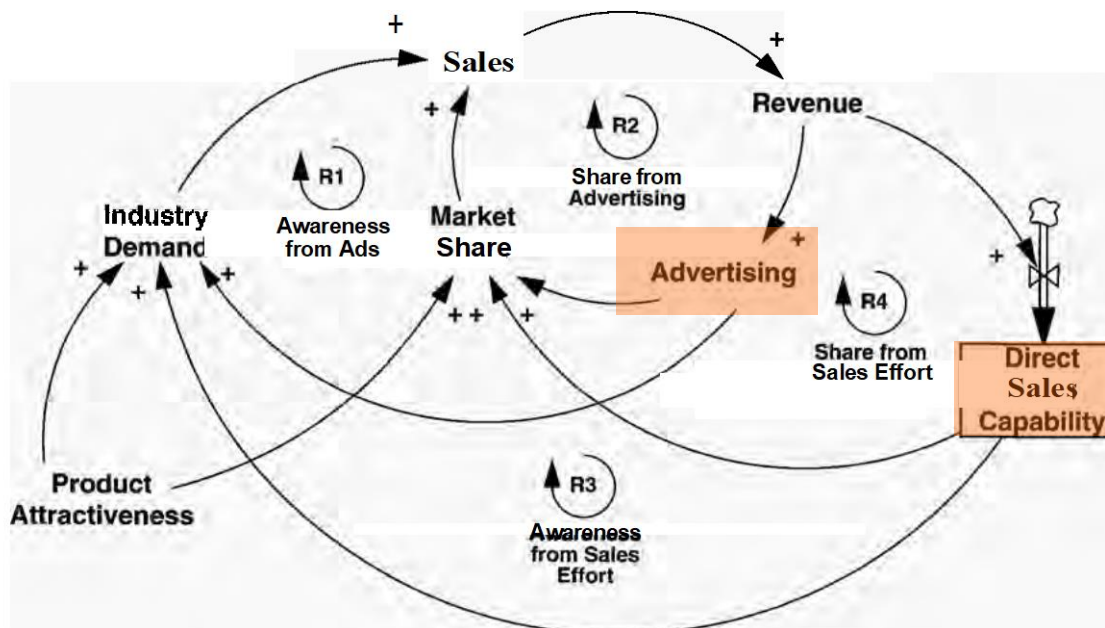 +
Sales
+
Revenue
+
R2
Share from
Advertising
R1
Awareness
from Ads
Industry
Demand
Market
Share
+
+
+
+
Advertising
+
R4
Share from
Sales Effort
Direct
Sales
Capability
+ +
+
Product
Attractiveness
R3
Awareness
from Sales
Effort